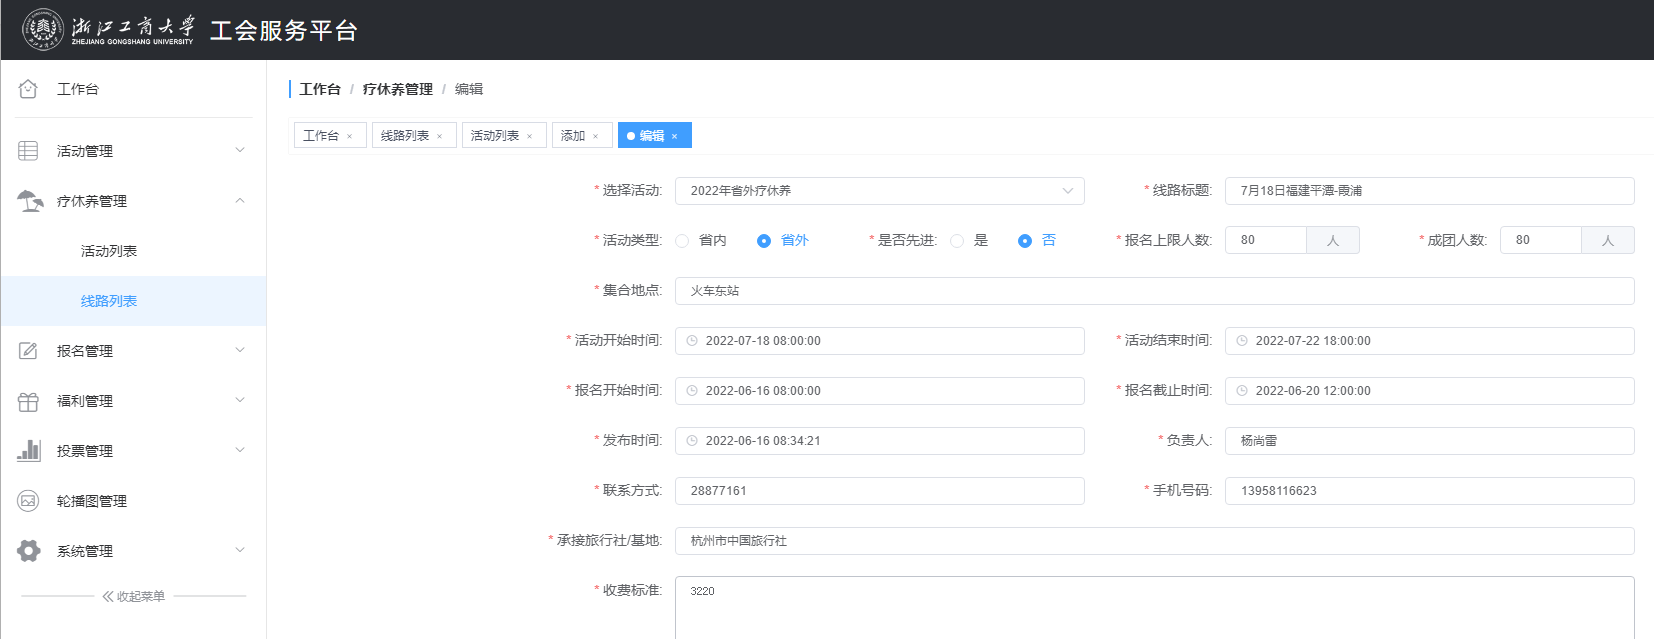 浙江工商大学
ZHEJIANG GONGSHANG UNIVERSITY
工会服务平台
工作台
活动管理
疗休养管理
活动列表
线路列表
报名管理
福利管理
投票管理
轮播图管理
系统管理
收起菜单
工作台 / 疗休养管理 / 编辑
工作台 × 线路列表 × 活动列表 × 添加 × 编辑 ×
* 选择活动: 2022年省外疗休养 * 线路标题: 7月18日福建平潭-霞浦
* 活动类型: 省内 省外 * 是否先进: 是 否 * 报名上限人数: 80 人 * 成团人数: 80 人
* 集合地点: 火车东站
* 活动开始时间: 2022-07-18 08:00:00 * 活动结束时间: 2022-07-22 18:00:00
* 报名开始时间: 2022-06-16 08:00:00 * 报名截止时间: 2022-06-20 12:00:00
* 发布时间: 2022-06-16 08:34:21 * 负责人: 杨尚雷
* 联系方式: 28877161 * 手机号码: 13958116623
* 承接旅行社/基地: 杭州市中国旅行社
* 收费标准: 3220